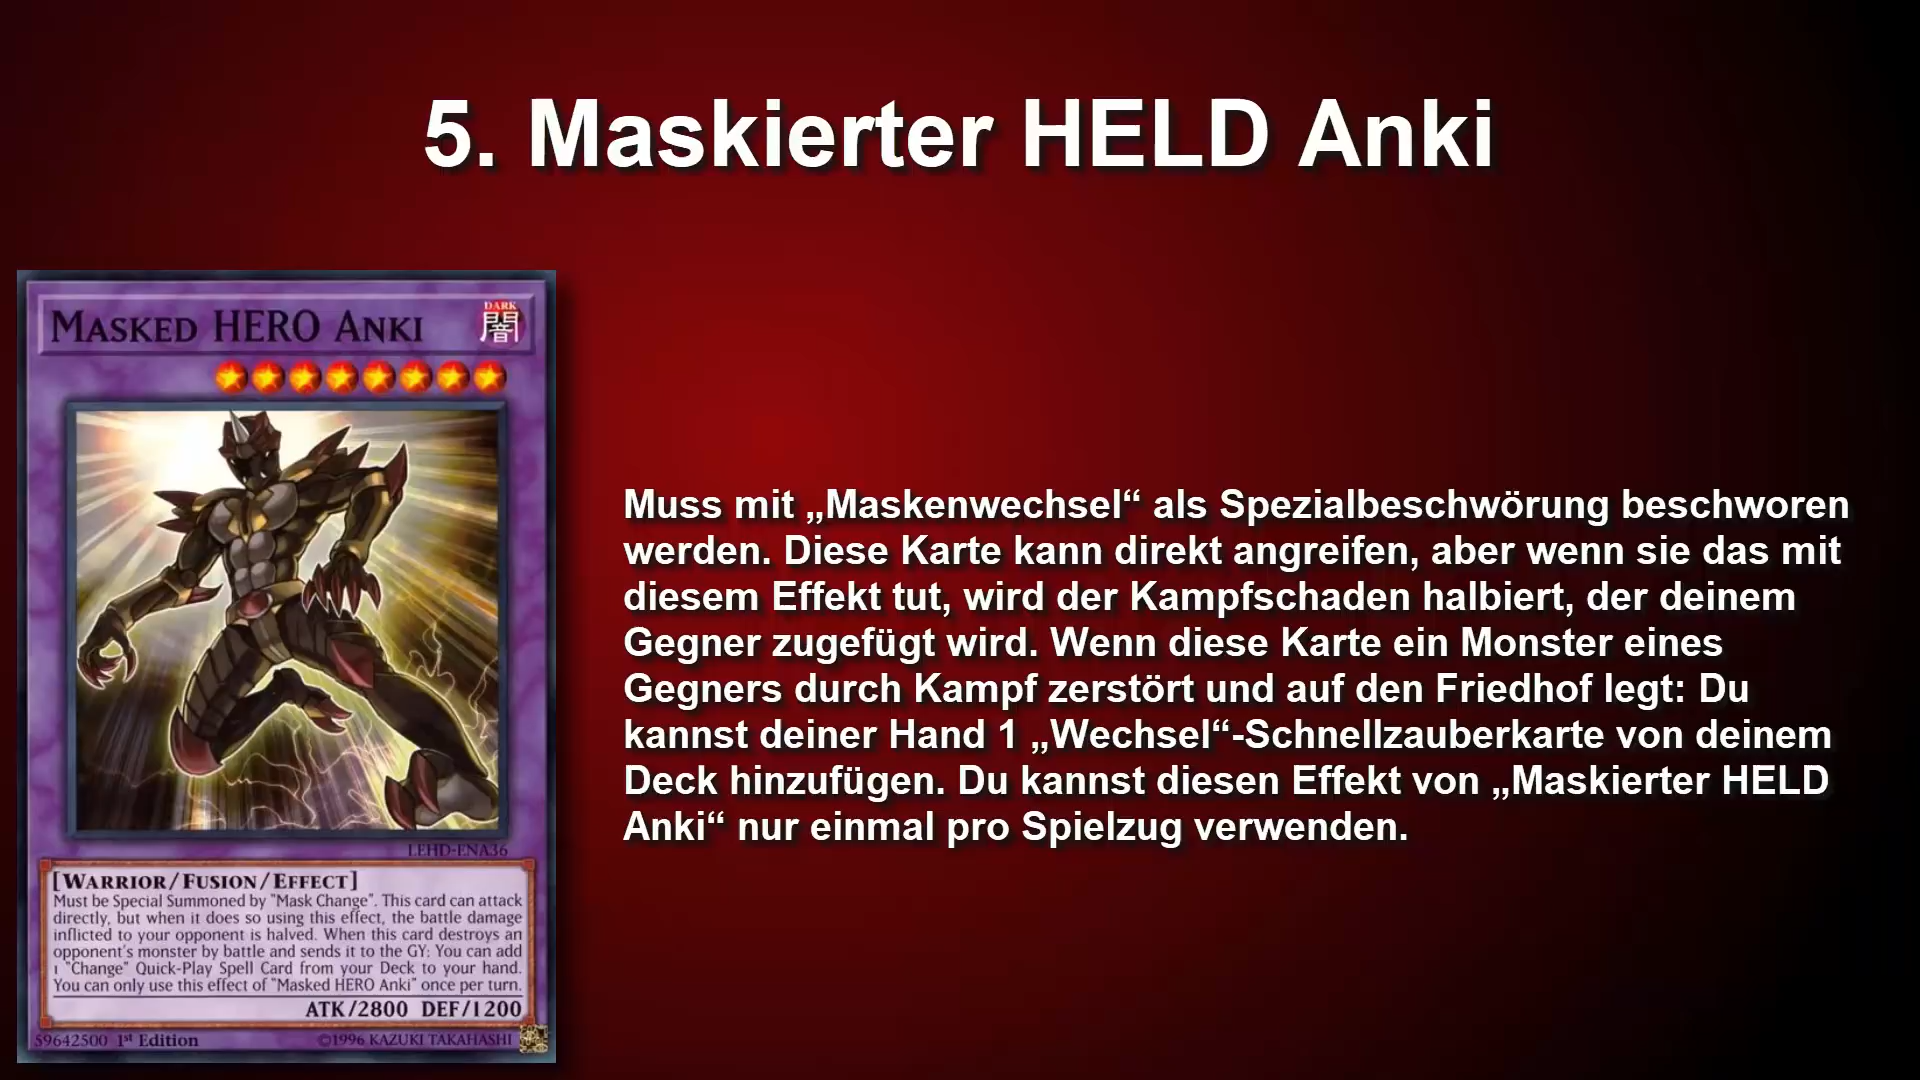 5. Maskierter HELD Anki
MASKED HERO ANKI
DARK
闇
Muss mit „Maskenwechsel“ als Spezialbeschwörung beschworen
werden. Diese Karte kann direkt angreifen, aber wenn sie das mit
diesem Effekt tut, wird der Kampfschaden halbiert, der deinem
Gegner zugefügt wird. Wenn diese Karte ein Monster eines
Gegners durch Kampf zerstört und auf den Friedhof legt: Du
kannst deiner Hand 1 „Wechsel“-Schnellzauberkarte von deinem
Deck hinzufügen. Du kannst diesen Effekt von „Maskierter HELD
Anki“ nur einmal pro Spielzug verwenden.
LEHD-ENA36
[WARRIOR/FUSION/EFFECT]
Must be Special Summoned by "Mask Change". This card can attack
directly, but when it does so using this effect, the battle damage
inflicted to your opponent is halved. When this card destroys an
opponent's monster by battle and sends it to the GY: You can add
1 "Change" Quick-Play Spell Card from your Deck to your hand.
You can only use this effect of "Masked HERO Anki" once per turn.
ATK/2800 DEF/1200
59642500 1st Edition
©1996 KAZUKI TAKAHASHI